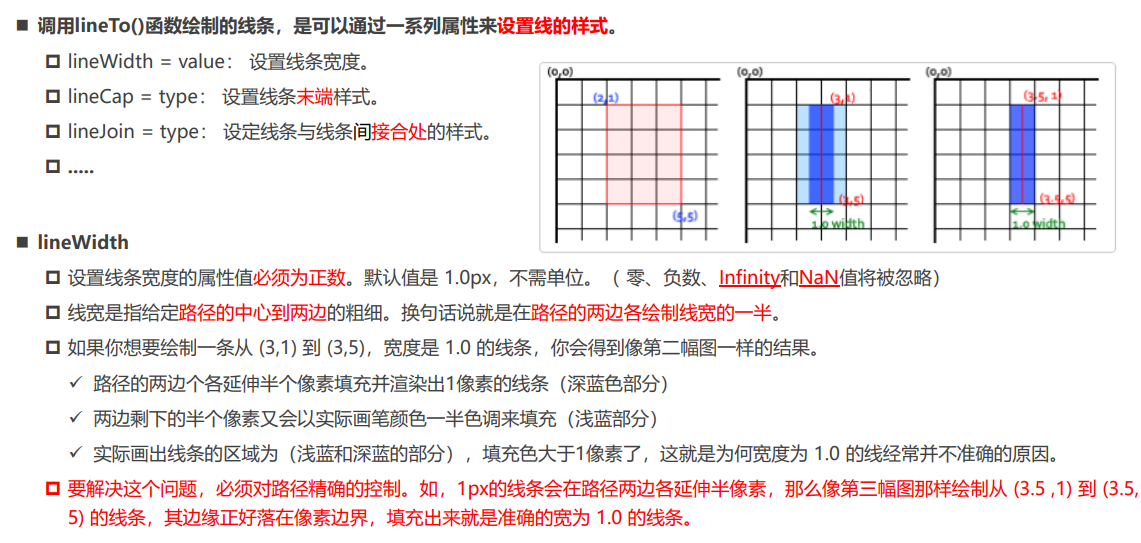 ■ 调用lineTo()函数绘制的线条，是可以通过一系列属性来设置线的样式。
lineWidth = value： 设置线条宽度。
lineCap = type： 设置线条末端样式。
lineJoin = type： 设定线条与线条间接合处的样式。
.....
(0,0)
(2,1)
(5,5)
(0,0)
(3,1)
(3,5)
1.0 width
(0,0)
(3.5, 1)
(3.5,5)
1.0 width
■ lineWidth
设置线条宽度的属性值必须为正数。默认值是 1.0px，不需单位。（ 零、负数、Infinity和NaN值将被忽略）
线宽是指给定路径的中心到两边的粗细。换句话说就是在路径的两边各绘制线宽的一半。
如果你想要绘制一条从 (3,1) 到 (3,5)，宽度是 1.0 的线条，你会得到像第二幅图一样的结果。
✓ 路径的两边个各延伸半个像素填充并渲染出1像素的线条（深蓝色部分）
✓ 两边剩下的半个像素又会以实际画笔颜色一半色调来填充（浅蓝部分）
✓ 实际画出线条的区域为（浅蓝和深蓝的部分），填充色大于1像素了，这就是为何宽度为 1.0 的线经常并不准确的原因。
要解决这个问题，必须对路径精确的控制。如，1px的线条会在路径两边各延伸半像素，那么像第三幅图那样绘制从 (3.5 ,1) 到 (3.5,
5) 的线条，其边缘正好落在像素边界，填充出来就是准确的宽为 1.0 的线条。